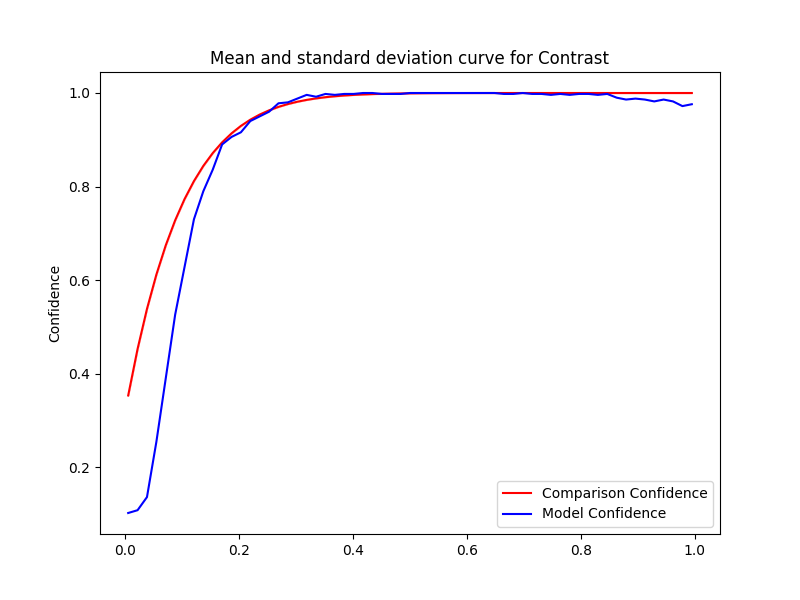 Mean and standard deviation curve for Contrast
1.0
0.8
0.6
0.4
0.2
Confidence
Comparison Confidence
Model Confidence
0.0 0.2 0.4 0.6 0.8 1.0